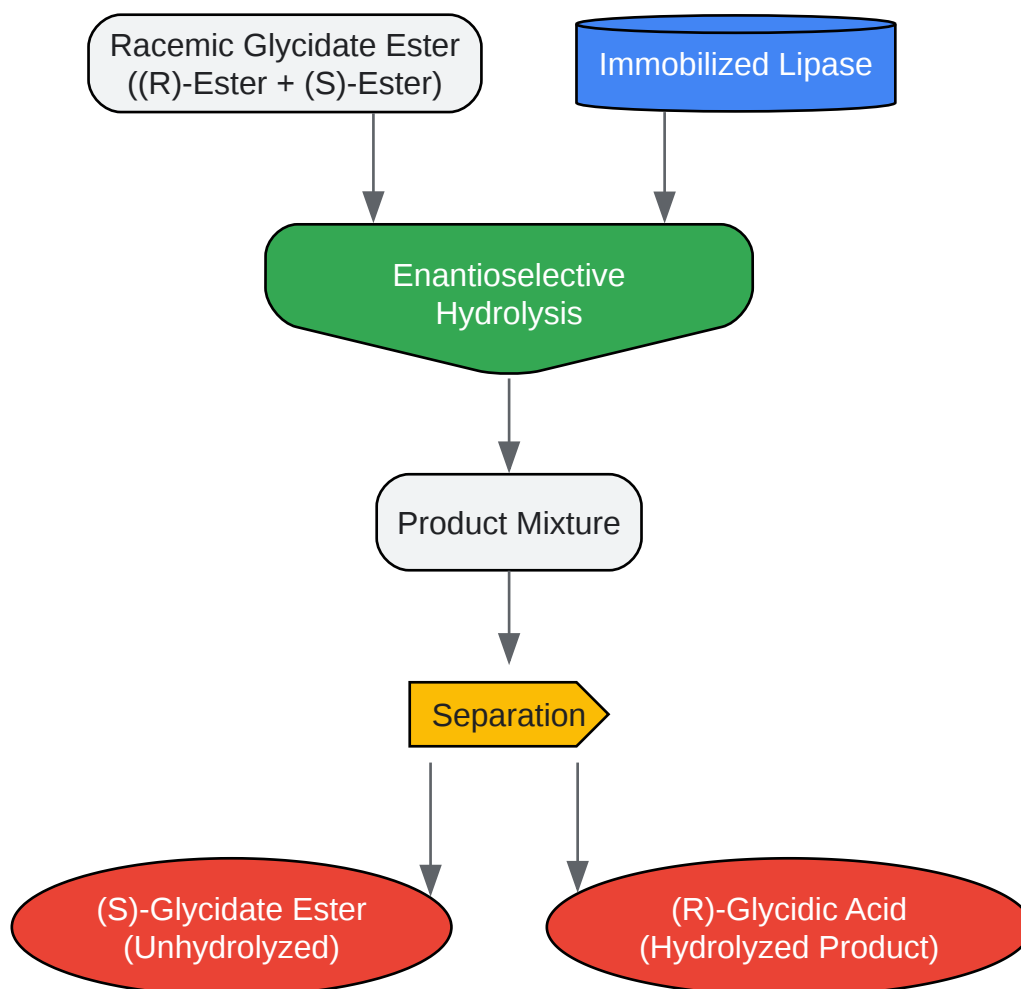 Racemic Glycidate Ester
((R)-Ester + (S)-Ester)
Immobilized Lipase
Enantioselective
Hydrolysis
Product Mixture
Separation
(S)-Glycidate Ester
(Unhydrolyzed)
(R)-Glycidic Acid
(Hydrolyzed Product)